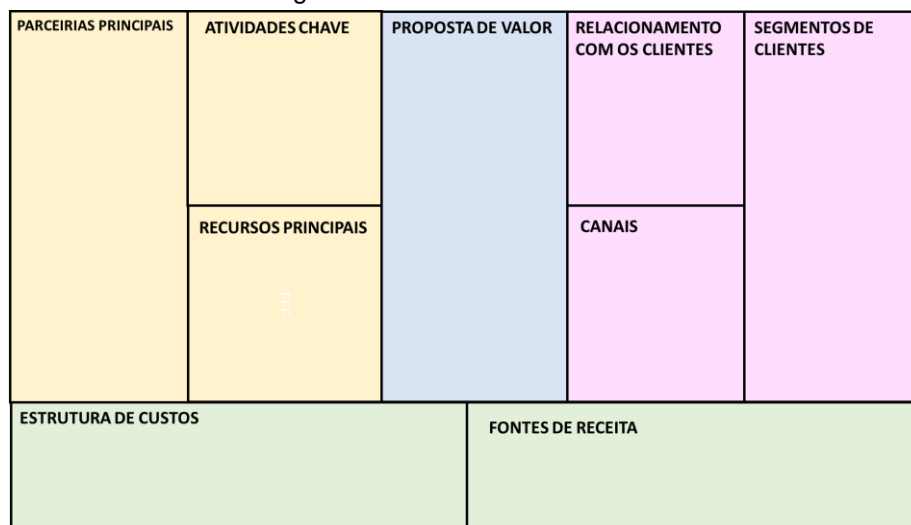 PARCEIRIAS PRINCIPAIS
ATIVIDADES CHAVE
PROPOSTA DE VALOR
RELACIONAMENTO
COM OS CLIENTES
SEGMENTOS DE
CLIENTES
RECURSOS PRINCIPAIS
CANAIS
ESTRUTURA DE CUSTOS
FONTES DE RECEITA